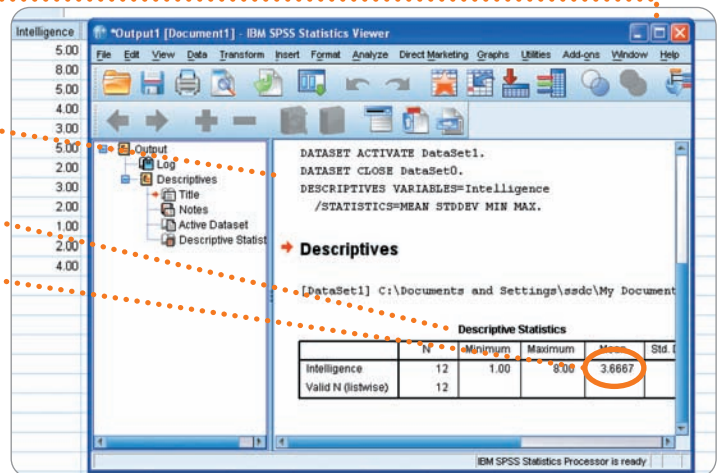 Intelligence
5.00
8.00
5.00
4.00
3.00
5.00
2.00
3.00
2.00
1.00
2.00
4.00
*Output1 [Document1] - IBM SPSS Statistics Viewer
File Edit View Data Transform Insert Format Analyze Direct Marketing Graphs Utilities Add-ons Window Help
Output
Log
Descriptives
Title
Notes
Active Dataset
Descriptive Statist
DATASET ACTIVATE DataSet1.
DATASET CLOSE DataSet0.
DESCRIPTIVES VARIABLES=Intelligence
/STATISTICS=MEAN STDDEV MIN MAX.
Descriptives
[DataSet1] C:\Documents and Settings\ssdc\My Document
Descriptive Statistics
N Minimum Maximum Mean Std.
Intelligence 12 1.00 8.00 3.6667
Valid N (listwise) 12
IBM SPSS Statistics Processor is ready